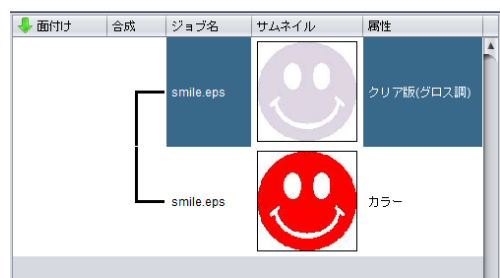 面付け 合成 ジョブ名 サムネイル 属性
smile.eps クリア版(グロス調)
smile.eps カラー